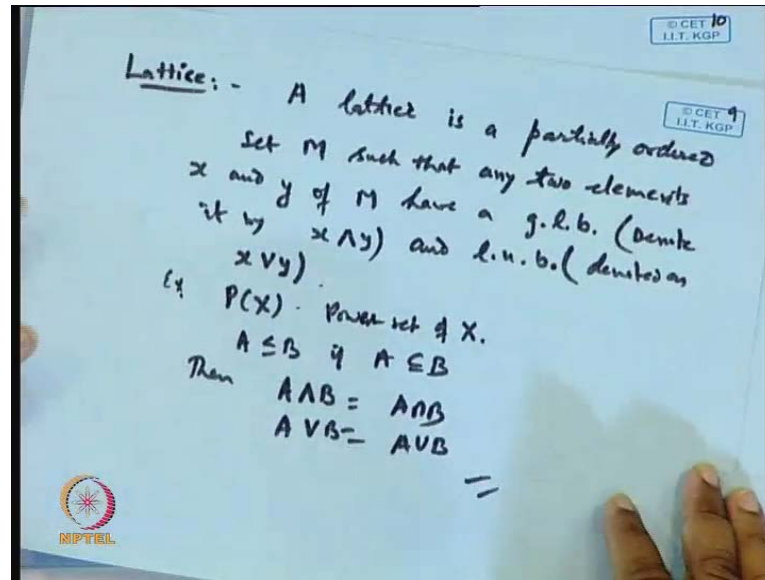 © CET 10
I.I.T. KGP
© CET 9
I.I.T. KGP
Lattice: - A lattice is a partially ordered
set M such that any two elements
x and y of M have a g.l.b. (Denote
it by x ∧ y) and l.u.b. (denoted as
x ∨ y).
Ex P(X). Power set of X.
A ≤ B if A ⊆ B
Then A ∧ B = A ∩ B
A ∨ B = A ∪ B
NPTEL